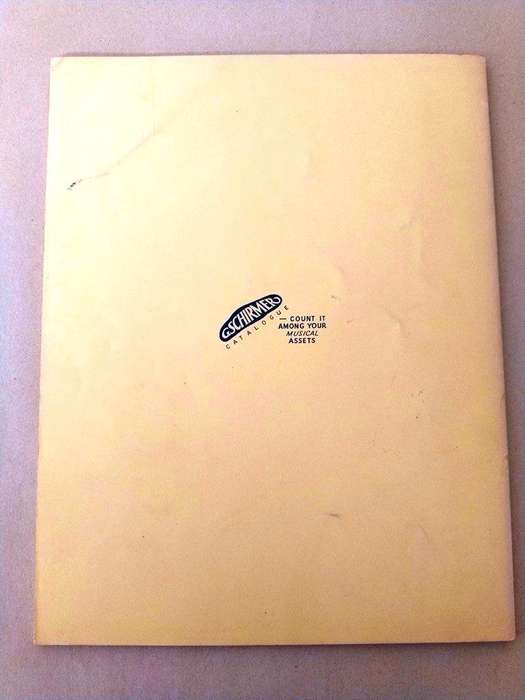 G. SCHIRMER
CATALOGUE
— COUNT IT
AMONG YOUR
MUSICAL
ASSETS